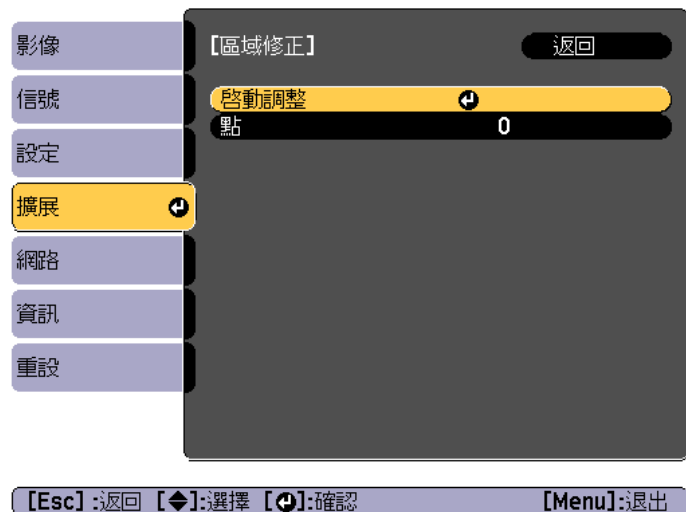 影像
信號
設定
擴展
網路
資訊
重設
[區域修正] 返回
啓動調整
點 0
[Esc] :返回 [◆]:選擇 [↵]:確認 [Menu]:退出